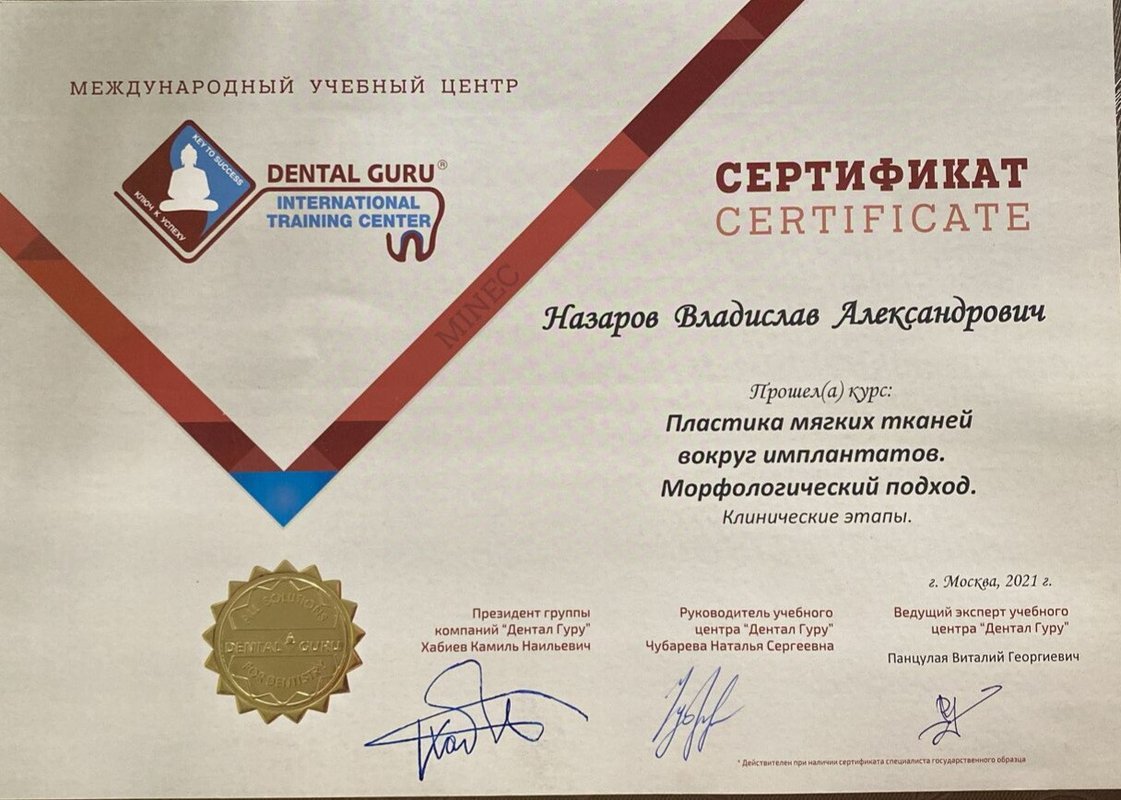 МЕЖДУНАРОДНЫЙ УЧЕБНЫЙ ЦЕНТР
KEY TO SUCCESS
КЛЮЧ К УСПЕХУ
DENTAL GURU®
INTERNATIONAL
TRAINING CENTER
MINEC
СЕРТИФИКАТ
CERTIFICATE
Назаров Владислав Александрович
Прошел(а) курс:
Пластика мягких тканей
вокруг имплантатов.
Морфологический подход.
Клинические этапы.
г. Москва, 2021 г.
Президент группы
компаний “Дентал Гуру”
Хабиев Камиль Наильевич
Руководитель учебного
центра “Дентал Гуру”
Чубарева Наталья Сергеевна
Ведущий эксперт учебного
центра “Дентал Гуру”
Панцулая Виталий Георгиевич
SOLUTIONS
DENTAL GURU
FOR DENTISTRY
* Действителен при наличии сертификата специалиста государственного образца